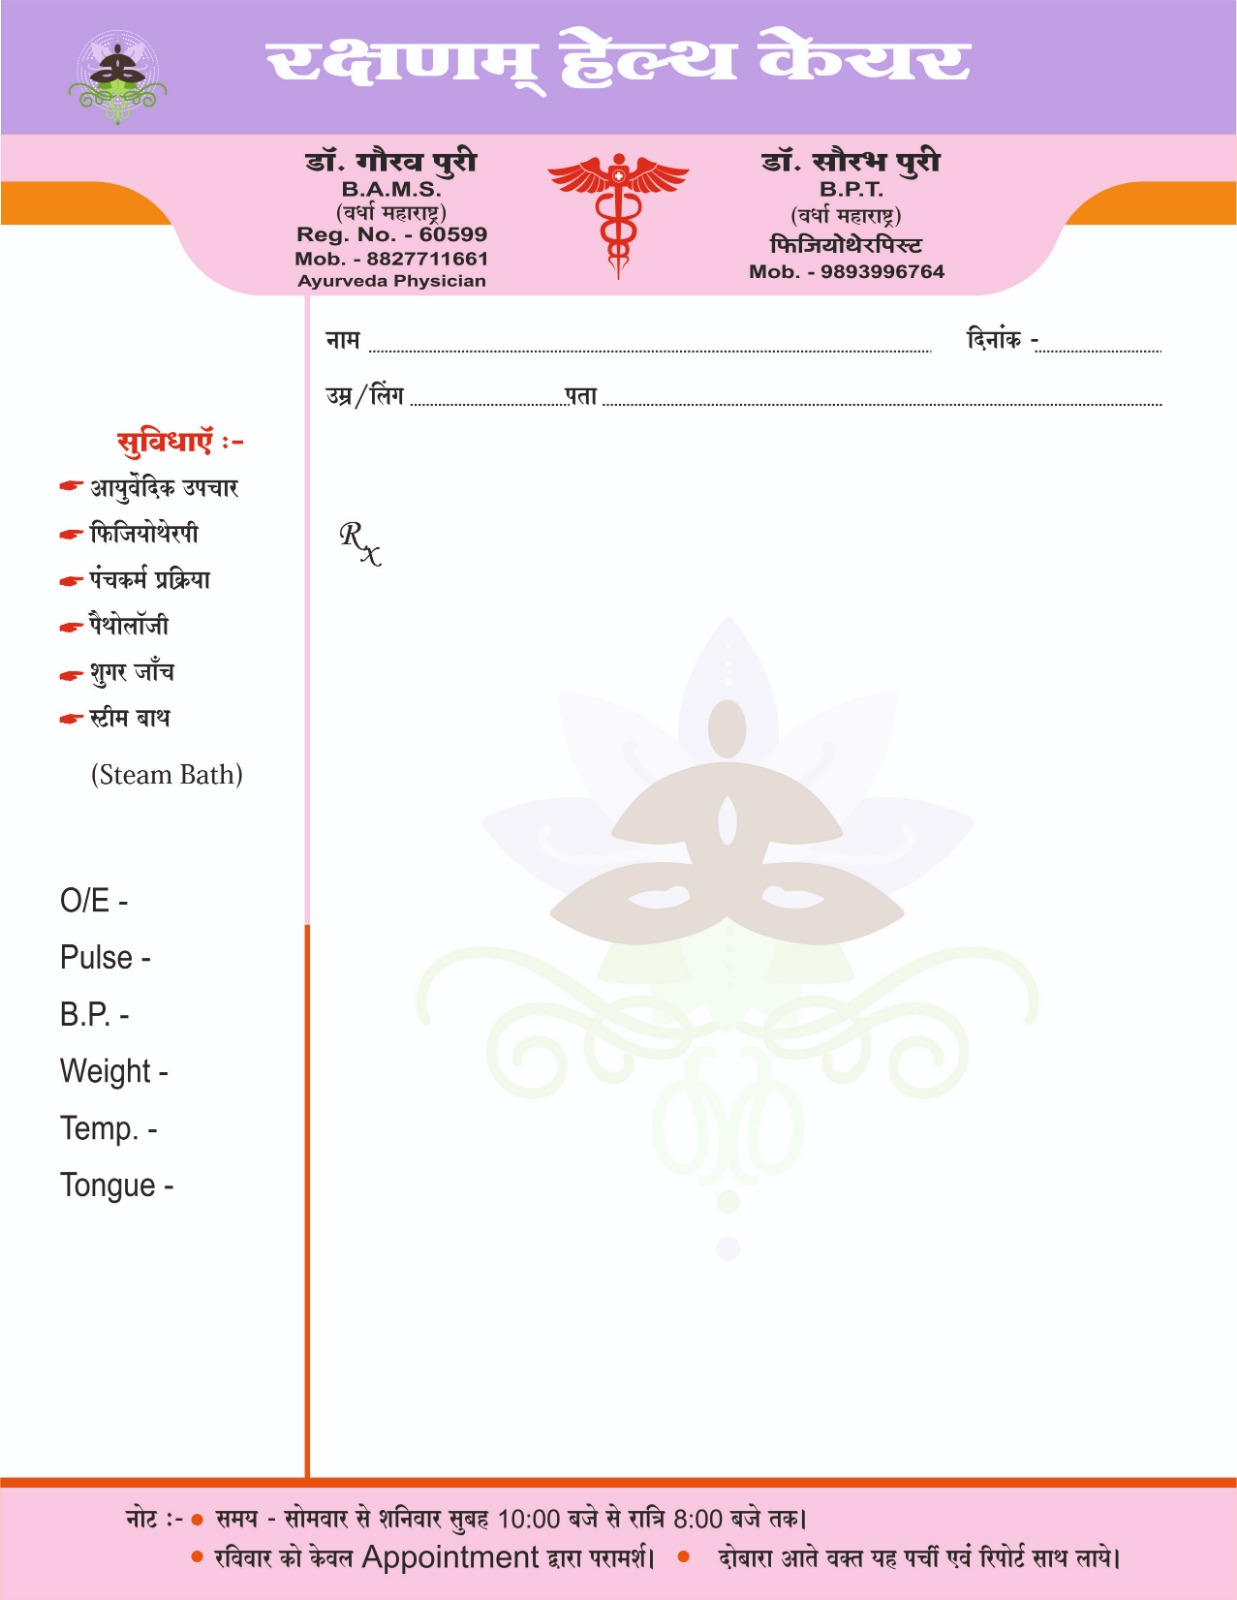 रक्षणम् हेल्थ केयर
डॉ. गौरव पुरी
B.A.M.S.
(वर्धा महाराष्ट्र)
Reg. No. - 60599
Mob. - 8827711661
Ayurveda Physician
डॉ. सौरभ पुरी
B.P.T.
(वर्धा महाराष्ट्र)
फिजियोथेरपिस्ट
Mob. - 9893996764
नाम ........ दिनांक -........
उम्र/लिंग ........पता ........
सुविधाऍ :-
आयुर्वेदिक उपचार
फिजियोथेरपी
पंचकर्म प्रक्रिया
पैथोलॉजी
शुगर जाँच
स्टीम बाथ
(Steam Bath)
Rx
O/E -
Pulse -
B.P. -
Weight -
Temp. -
Tongue -
नोट :- ● समय - सोमवार से शनिवार सुबह 10:00 बजे से रात्रि 8:00 बजे तक।
● रविवार को केवल Appointment द्वारा परामर्श। ● दोबारा आते वक्त यह पर्ची एवं रिपोर्ट साथ लाये।